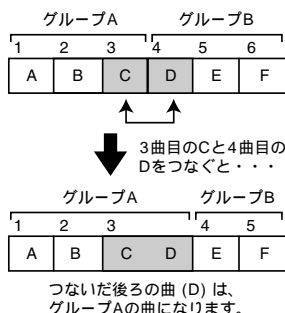 グループA グループB
1 2 3 4 5 6
A B C D E F
3曲目のCと4曲目の
Dをつなぐと・・・
グループA グループB
1 2 3 4 5
A B C D E F
つないだ後ろの曲 (D) は、
グループAの曲になります。